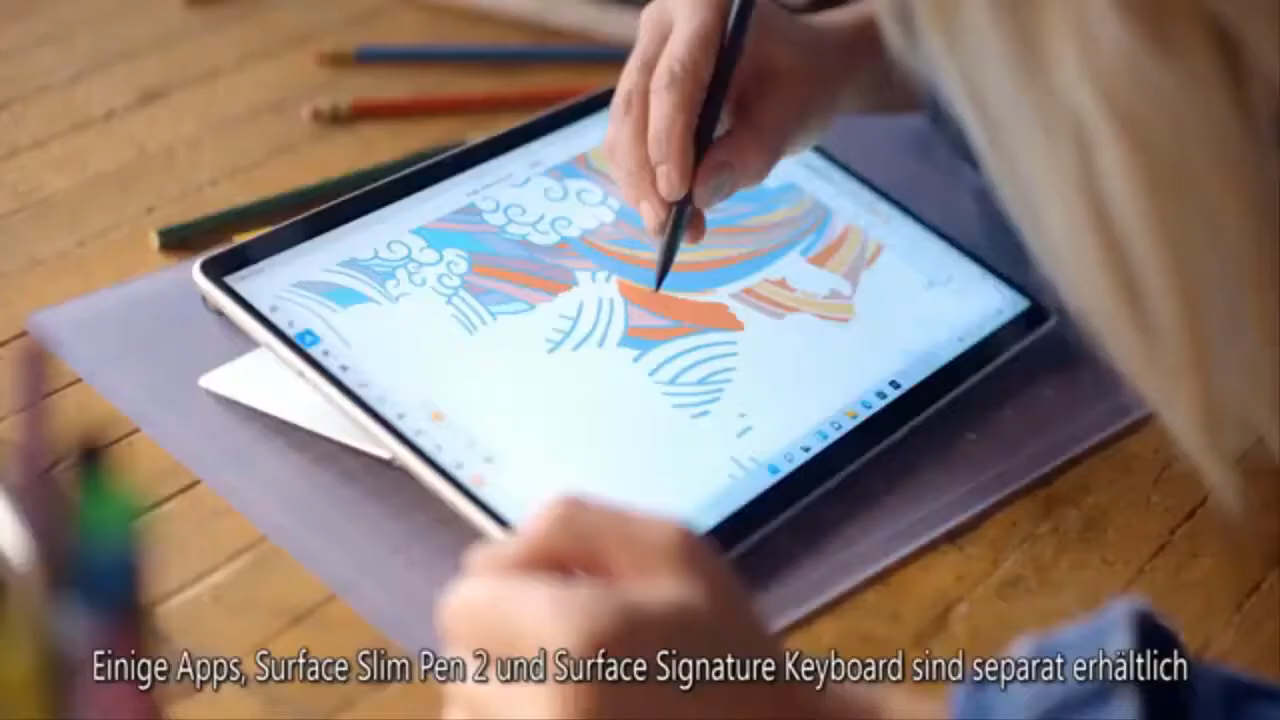 Einige Apps, Surface Slim Pen 2 und Surface Signature Keyboard sind separat erhältlich